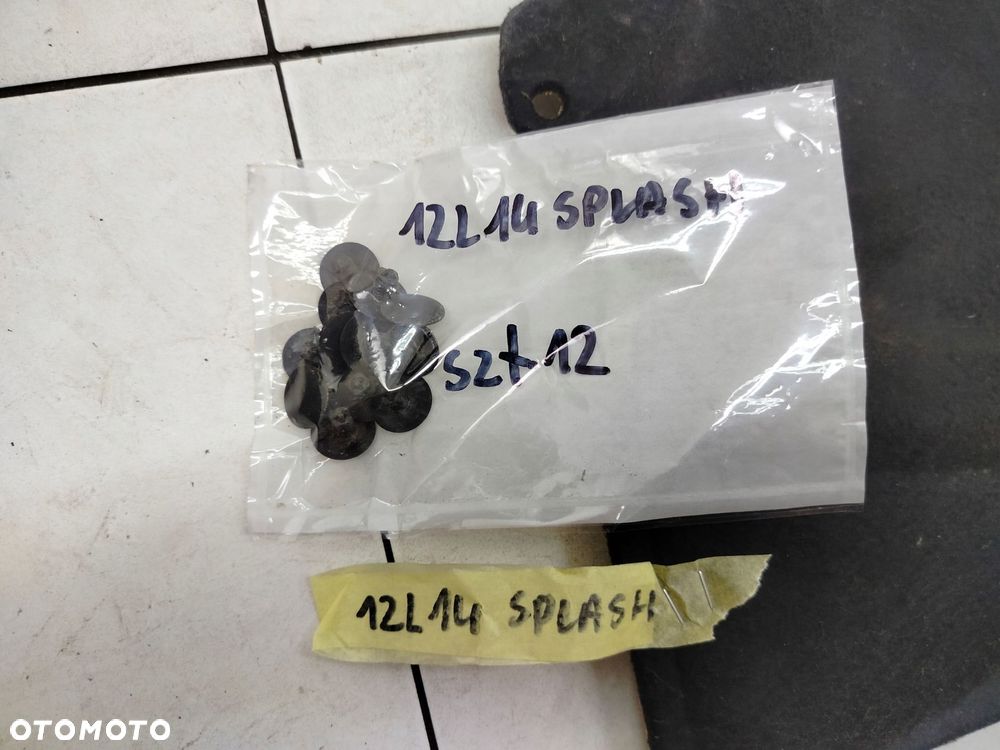 12L14 SPLASH
szt 12
12L14 SPLASH
OTOMOTO